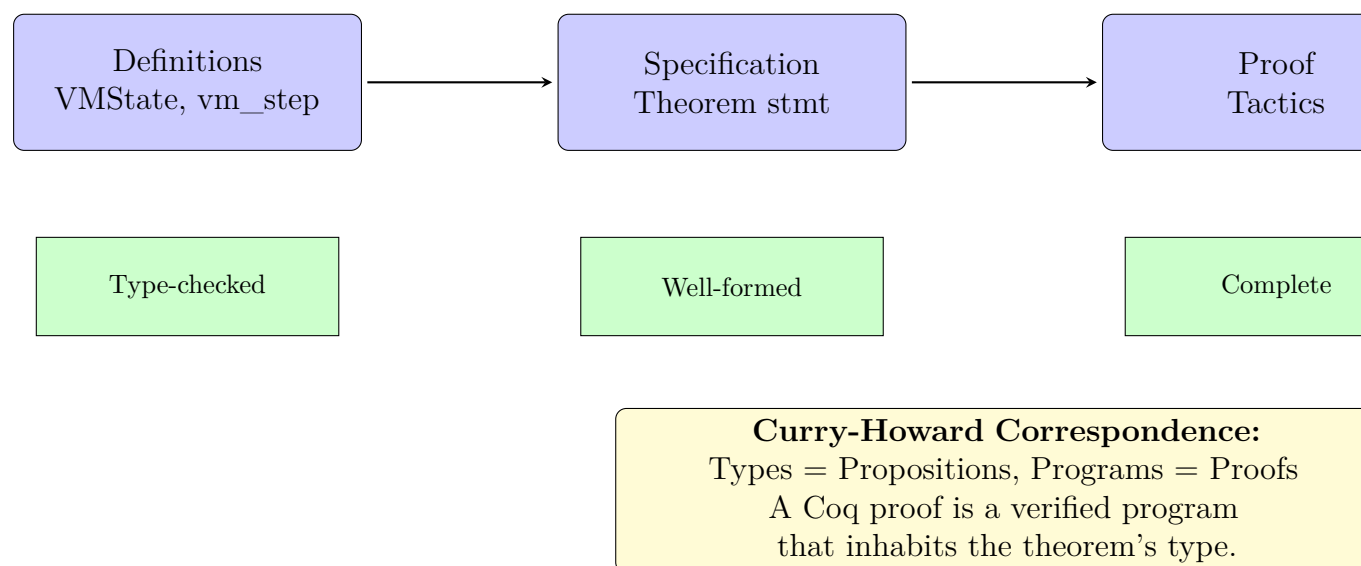 Definitions
VMState, vm_step
Specification
Theorem stmt
Proof
Tactics
Type-checked
Well-formed
Complete
Curry-Howard Correspondence:
Types = Propositions, Programs = Proofs
A Coq proof is a verified program
that inhabits the theorem's type.